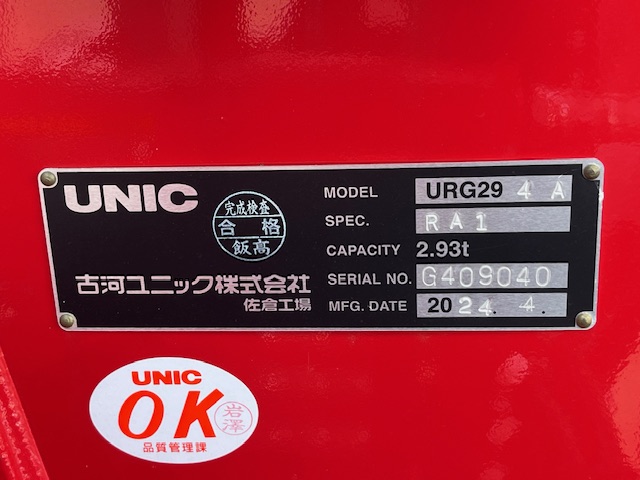 UNIC
完成検査
合格
飯高
古河ユニック株式会社
佐倉工場
MODEL URG29 4 A
SPEC. RA1
CAPACITY 2.93t
SERIAL NO. G409040
MFG. DATE 2024. 4.
UNIC
OK
岩澤
品質管理課